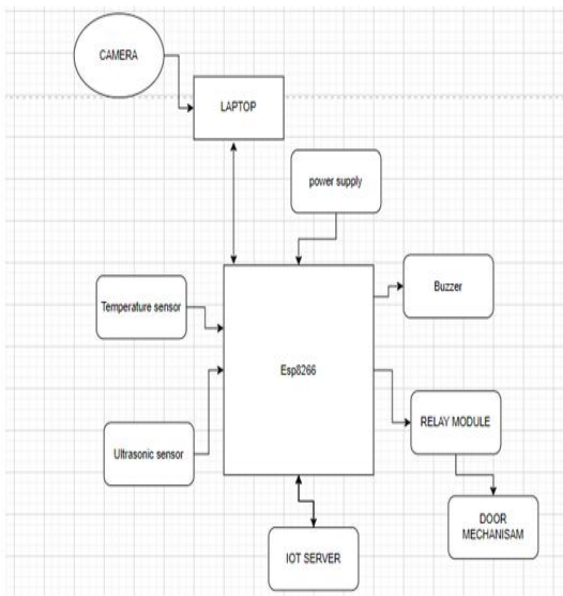 CAMERA
LAPTOP
power supply
Temperature sensor
Buzzer
Esp8266
RELAY MODULE
Ultrasonic sensor
DOOR
MECHANISAM
IOT SERVER